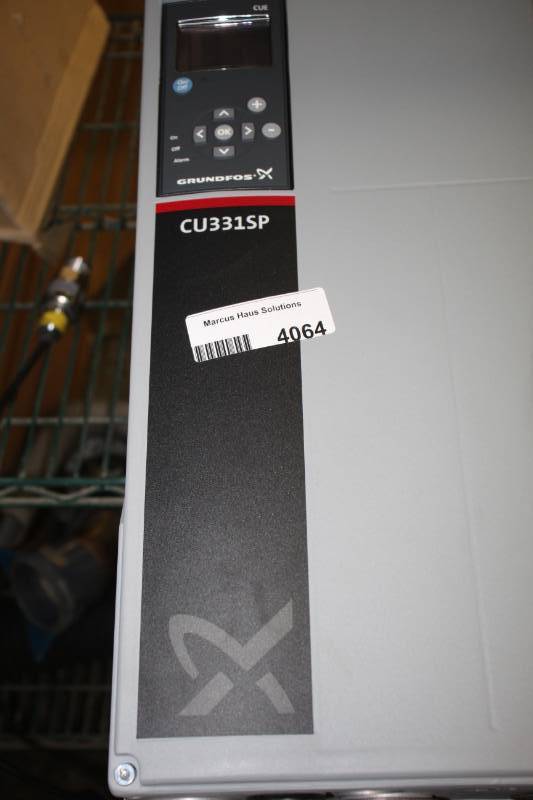 CUE
On/
Off
+
OK
-
On
Off
Alarm
GRUNDFOS
CU331SP
Marcus Haus Solutions
4064